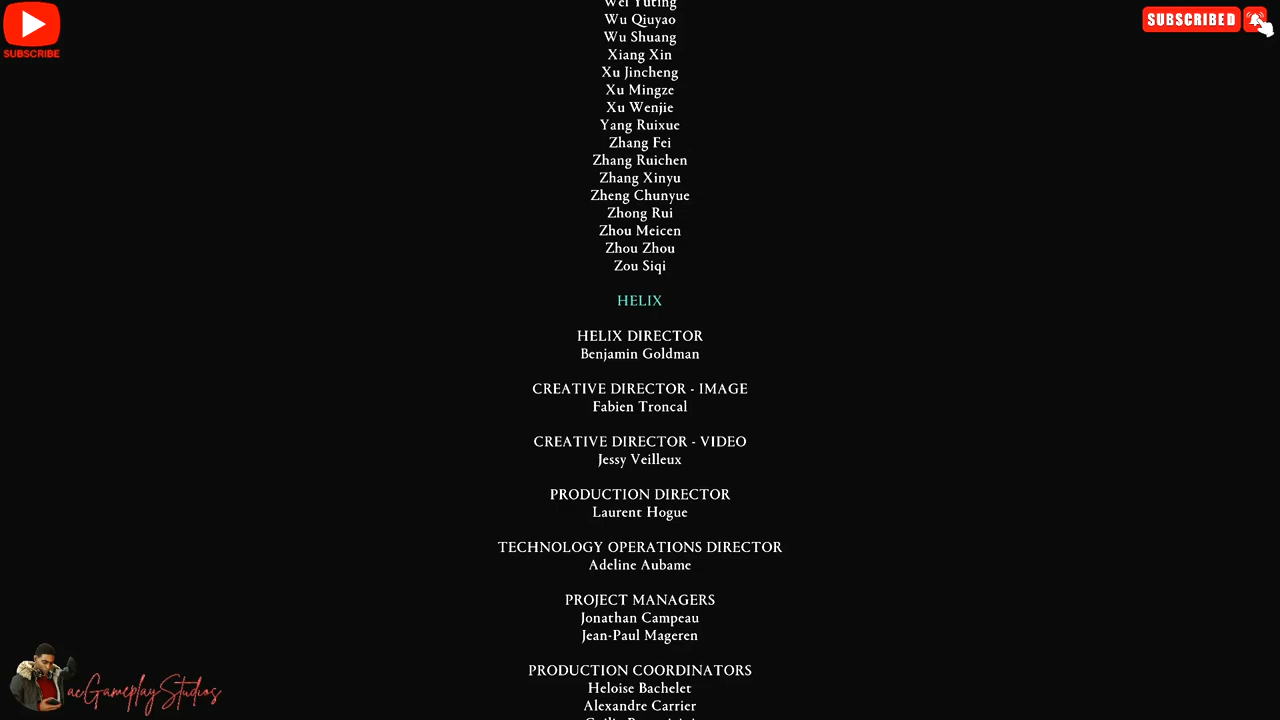 SUBSCRIBE
SUBSCRIBED
Wei Yuting
Wu Qiuyao
Wu Shuang
Xiang Xin
Xu Jincheng
Xu Mingze
Xu Wenjie
Yang Ruixue
Zhang Fei
Zhang Ruichen
Zhang Xinyu
Zheng Chunyue
Zhong Rui
Zhou Meicen
Zhou Zhou
Zou Siqi
HELIX
HELIX DIRECTOR
Benjamin Goldman
CREATIVE DIRECTOR - IMAGE
Fabien Troncal
CREATIVE DIRECTOR - VIDEO
Jessy Veilleux
PRODUCTION DIRECTOR
Laurent Hogue
TECHNOLOGY OPERATIONS DIRECTOR
Adeline Aubame
PROJECT MANAGERS
Jonathan Campeau
Jean-Paul Mageren
PRODUCTION COORDINATORS
Heloise Bachelet
Alexandre Carrier
acGameplayStudios